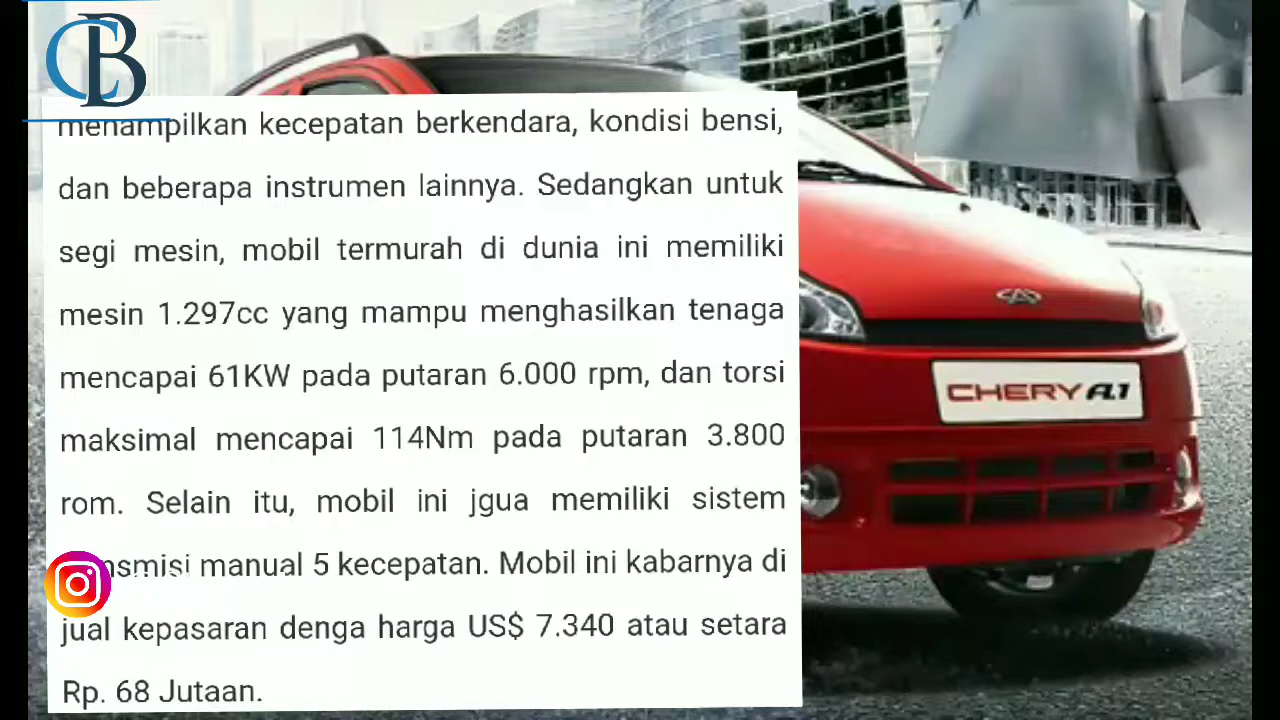 CB
menampilkan kecepatan berkendara, kondisi bensi,
dan beberapa instrumen lainnya. Sedangkan untuk
segi mesin, mobil termurah di dunia ini memiliki
mesin 1.297cc yang mampu menghasilkan tenaga
mencapai 61KW pada putaran 6.000 rpm, dan torsi
maksimal mencapai 114Nm pada putaran 3.800
rom. Selain itu, mobil ini jgua memiliki sistem
manual 5 kecepatan. Mobil ini kabarnya di
jual kepasaran denga harga US$ 7.340 atau setara
Rp. 68 Jutaan.
CHERY A1